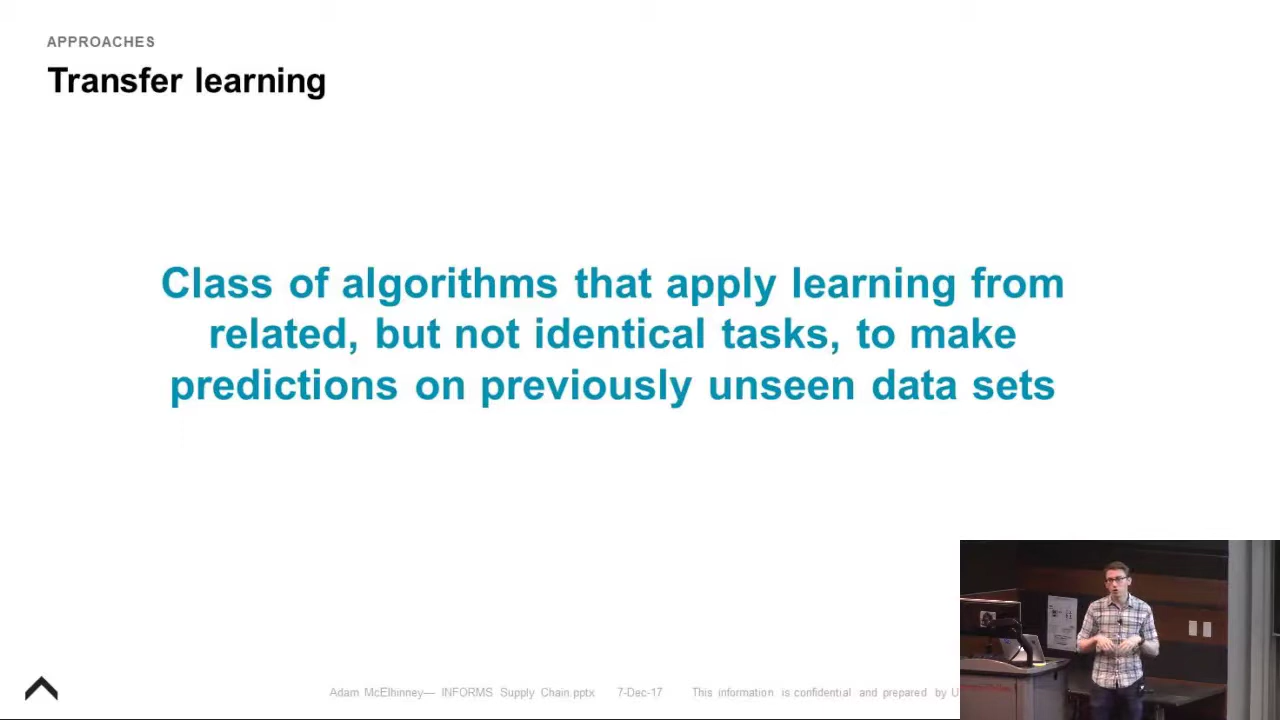 APPROACHES
Transfer learning
Class of algorithms that apply learning from
related, but not identical tasks, to make
predictions on previously unseen data sets
Adam McElhinney— INFORMS Supply Chain.pptx 7-Dec-17 This information is confidential and prepared by U